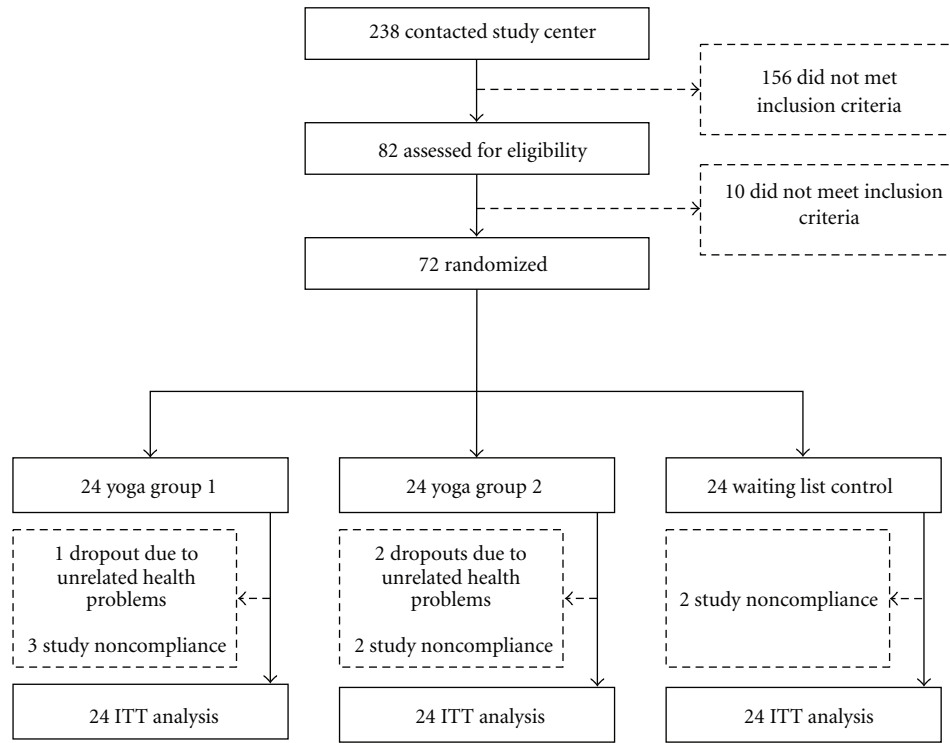 238 contacted study center
156 did not met
inclusion criteria
82 assessed for eligibility
10 did not meet inclusion
criteria
72 randomized
24 yoga group 1
24 yoga group 2
24 waiting list control
1 dropout due to
unrelated health
problems
3 study noncompliance
2 dropouts due to
unrelated health
problems
2 study noncompliance
2 study noncompliance
24 ITT analysis
24 ITT analysis
24 ITT analysis